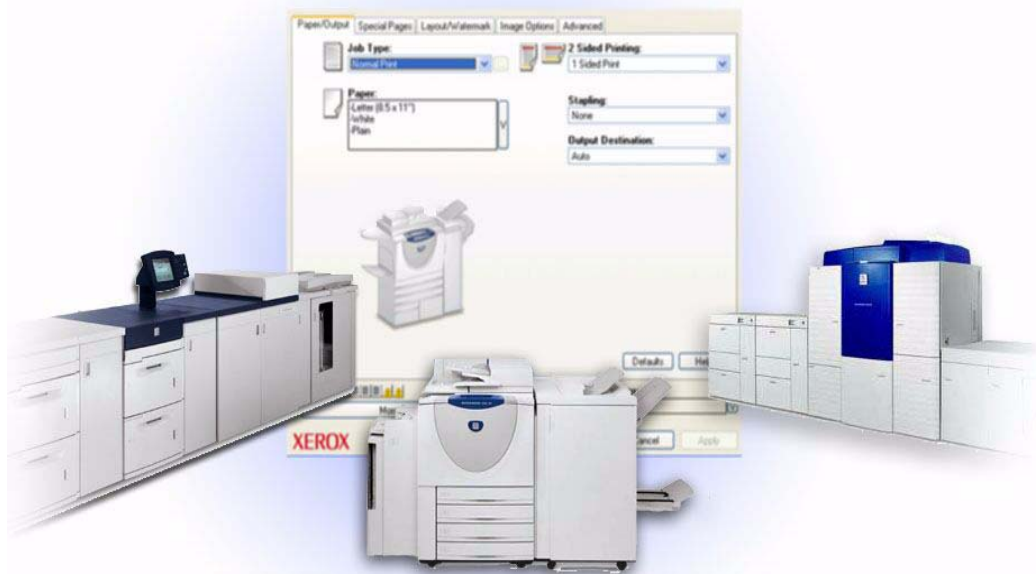 Paper/Output Special Pages Layout/Watermark Image Options Advanced
Job Type: 2 Sided Printing:
Normal Print 1 Sided Print
Paper: Stapling:
-Letter (8.5 x 11") None
-White
-Plain
Output Destination:
Auto
Defaults
XEROX
Apply